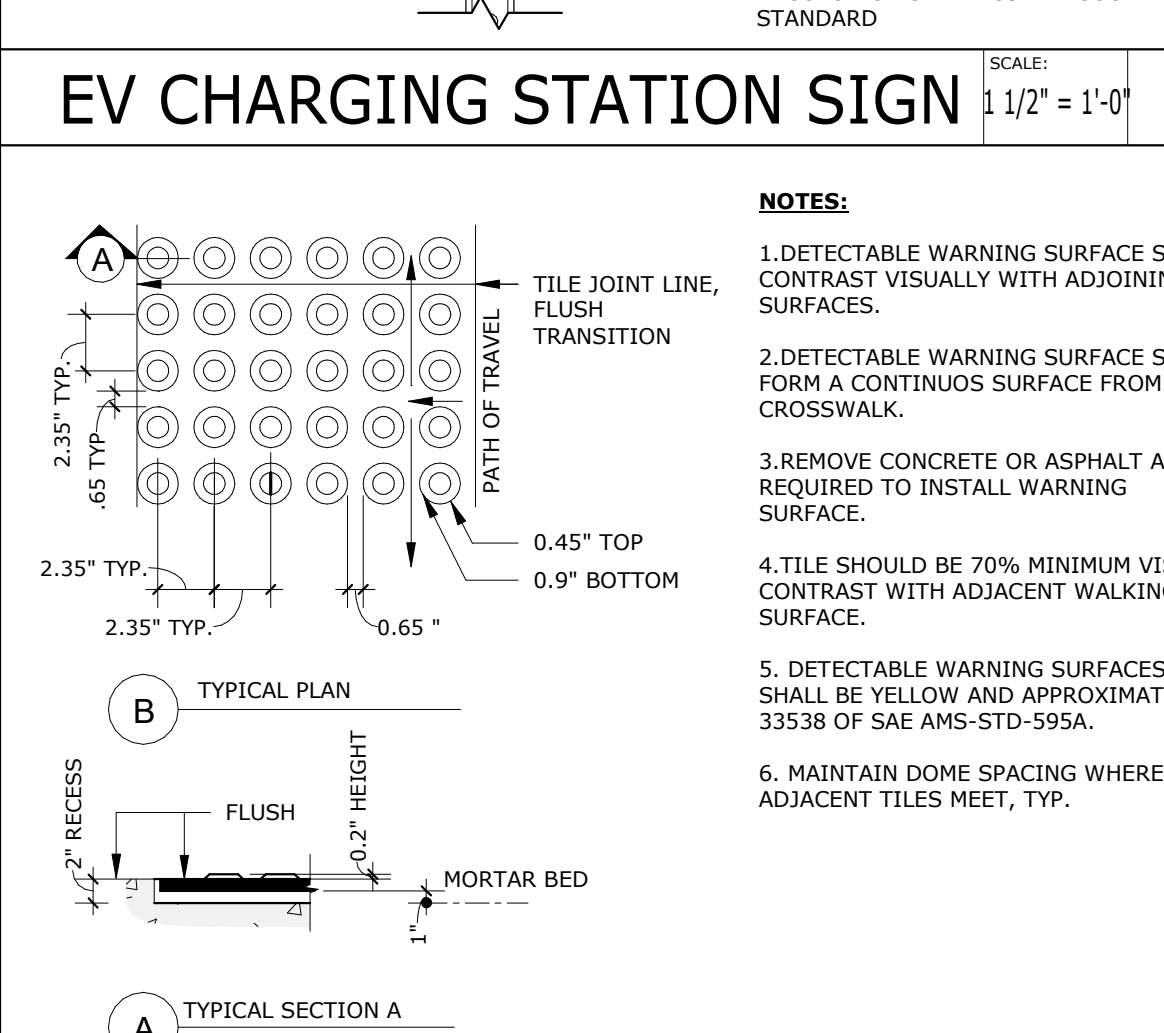 STANDARD
EV CHARGING STATION SIGN
SCALE:
1 1/2" = 1'-0"
NOTES:
1.DETECTABLE WARNING SURFACE
CONTRAST VISUALLY WITH
SURFACES.
2.DETECTABLE WARNING SURFACE
FORM A CONTINUOS SURFACE FROM
CROSSWALK.
3.REMOVE CONCRETE OR ASPHALT
REQUIRED TO INSTALL WARNING
SURFACE.
4.TILE SHOULD BE 70% MINIMUM
CONTRAST WITH ADJACENT
SURFACE.
5. DETECTABLE WARNING SURFACES
SHALL BE YELLOW AND
33538 OF SAE AMS-STD-595A.
6. MAINTAIN DOME SPACING WHERE
ADJACENT TILES MEET, TYP.
A
TILE JOINT LINE,
FLUSH
TRANSITION
PATH OF TRAVEL
2.35" TYP.
.65 TYP
0.45" TOP
0.9" BOTTOM
2.35" TYP.
2.35" TYP.
0.65 "
B
TYPICAL PLAN
2" RECESS
FLUSH
0.2" HEIGHT
MORTAR BED
1"
A
TYPICAL SECTION A